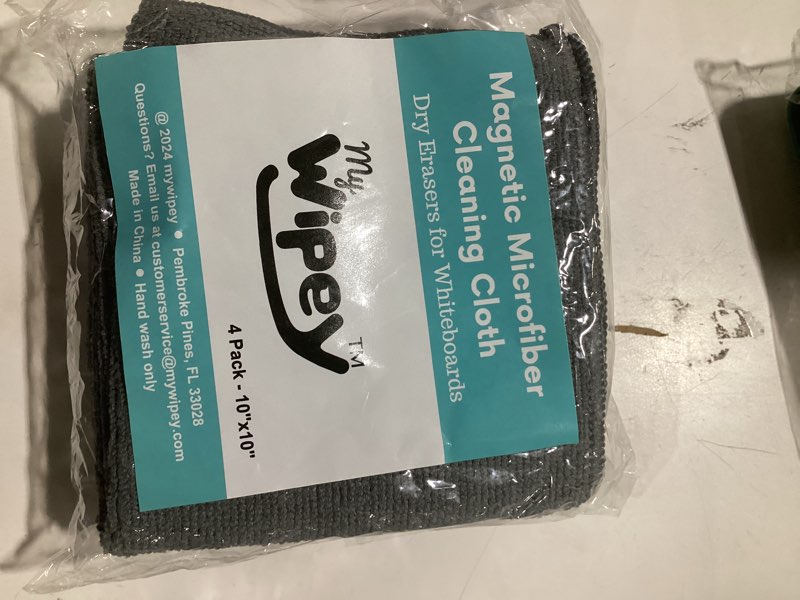 Magnetic Microfiber
Cleaning Cloth
Dry Erasers for Whiteboards
My
Wipey
TM
4 Pack - 10"x10"
@ 2024 mywipey ● Pembroke Pines, FL 33028
Questions? Email us at customerservice@mywipey.com
Made in China ● Hand wash only